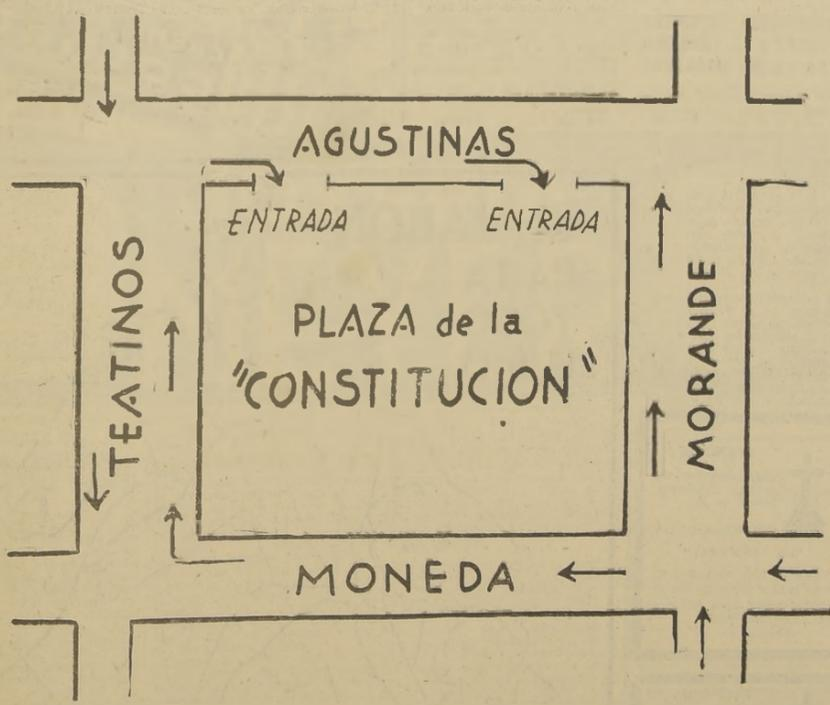 AGUSTINAS
ENTRADA ENTRADA
TEATINOS
PLAZA de la
"CONSTITUCION"
MORANDE
MONEDA